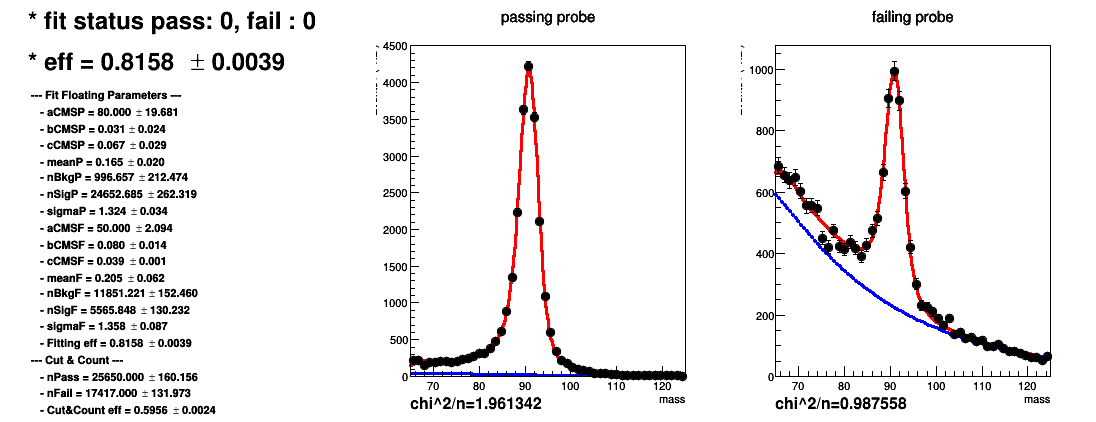 * fit status pass: 0, fail : 0
* eff = 0.8158 ± 0.0039
--- Fit Floating Parameters ---
- aCMSP = 80.000 ± 19.681
- bCMSP = 0.031 ± 0.024
- cCMSP = 0.067 ± 0.029
- meanP = 0.165 ± 0.020
- nBkgP = 996.657 ± 212.474
- nSigP = 24652.685 ± 262.319
- sigmaP = 1.324 ± 0.034
- aCMSF = 50.000 ± 2.094
- bCMSF = 0.080 ± 0.014
- cCMSF = 0.039 ± 0.001
- meanF = 0.205 ± 0.062
- nBkgF = 11851.221 ± 152.460
- nSigF = 5565.848 ± 130.232
- sigmaF = 1.358 ± 0.087
- Fitting eff = 0.8158 ± 0.0039
--- Cut & Count ---
- nPass = 25650.000 ± 160.156
- nFail = 17417.000 ± 131.973
- Cut&Count eff = 0.5956 ± 0.0024
passing probe
4500
4000
3500
3000
2500
2000
1500
1000
500
0
70 80 90 100 110 120
mass
chi^2/n=1.961342
failing probe
1000
800
600
400
200
0
70 80 90 100 110 120
mass
chi^2/n=0.987558